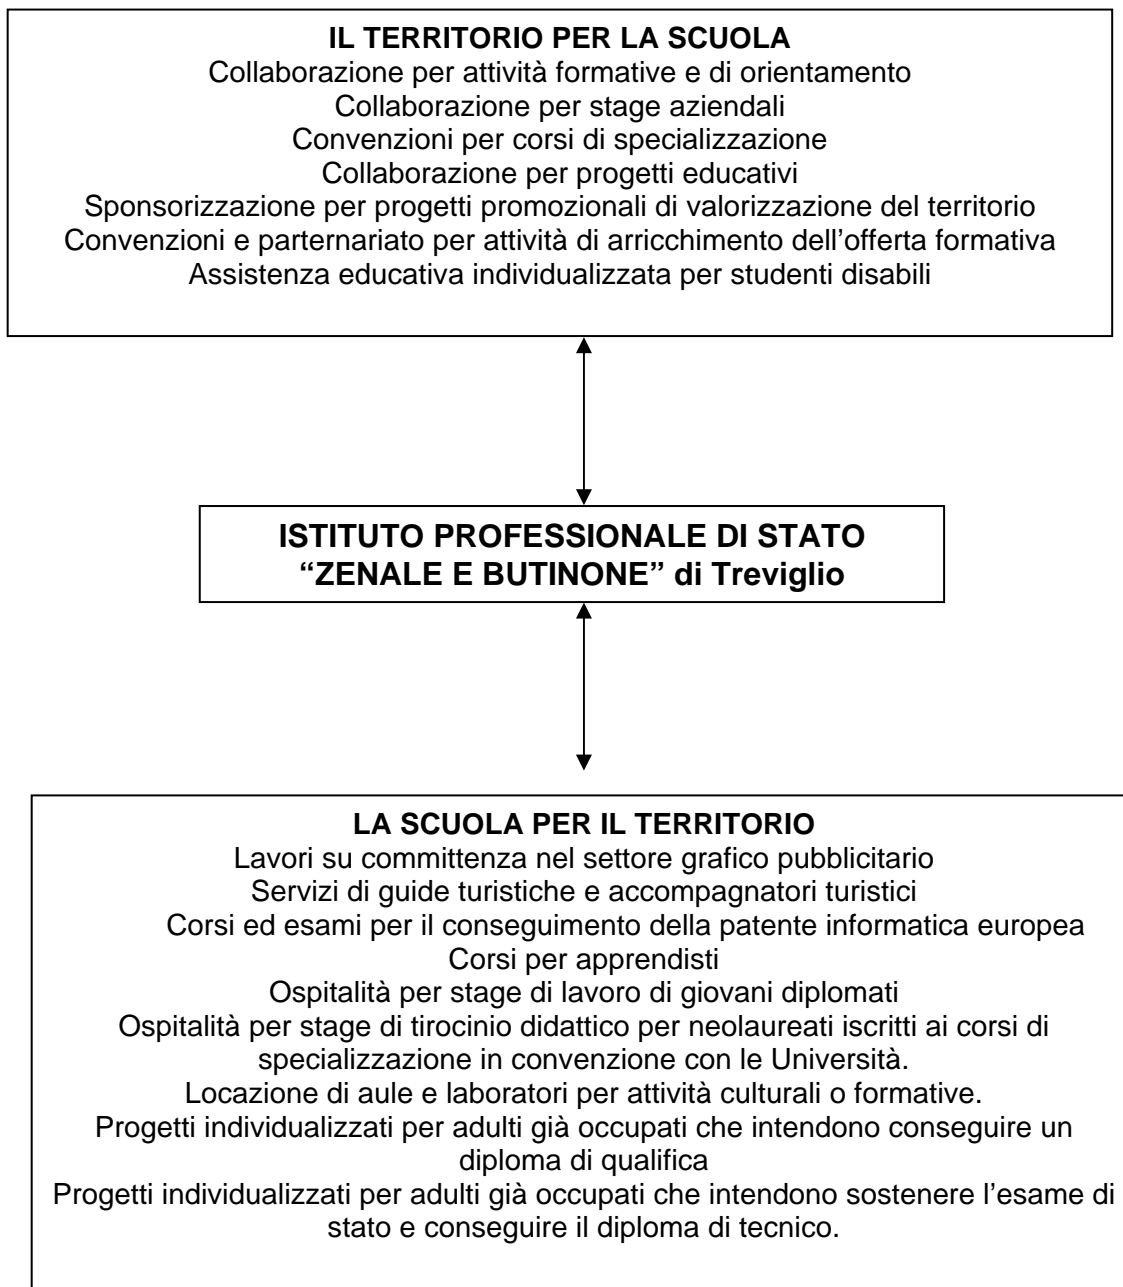 IL TERRITORIO PER LA SCUOLA
Collaborazione per attività formative e di orientamento
Collaborazione per stage aziendali
Convenzioni per corsi di specializzazione
Collaborazione per progetti educativi
Sponsorizzazione per progetti promozionali di valorizzazione del territorio
Convenzioni e parternariato per attività di arricchimento dell’offerta formativa
Assistenza educativa individualizzata per studenti disabili
ISTITUTO PROFESSIONALE DI STATO
“ZENALE E BUTINONE” di Treviglio
LA SCUOLA PER IL TERRITORIO
Lavori su committenza nel settore grafico pubblicitario
Servizi di guide turistiche e accompagnatori turistici
Corsi ed esami per il conseguimento della patente informatica europea
Corsi per apprendisti
Ospitalità per stage di lavoro di giovani diplomati
Ospitalità per stage di tirocinio didattico per neolaureati iscritti ai corsi di
specializzazione in convenzione con le Università.
Locazione di aule e laboratori per attività culturali o formative.
Progetti individualizzati per adulti già occupati che intendono conseguire un
diploma di qualifica
Progetti individualizzati per adulti già occupati che intendono sostenere l’esame di
stato e conseguire il diploma di tecnico.